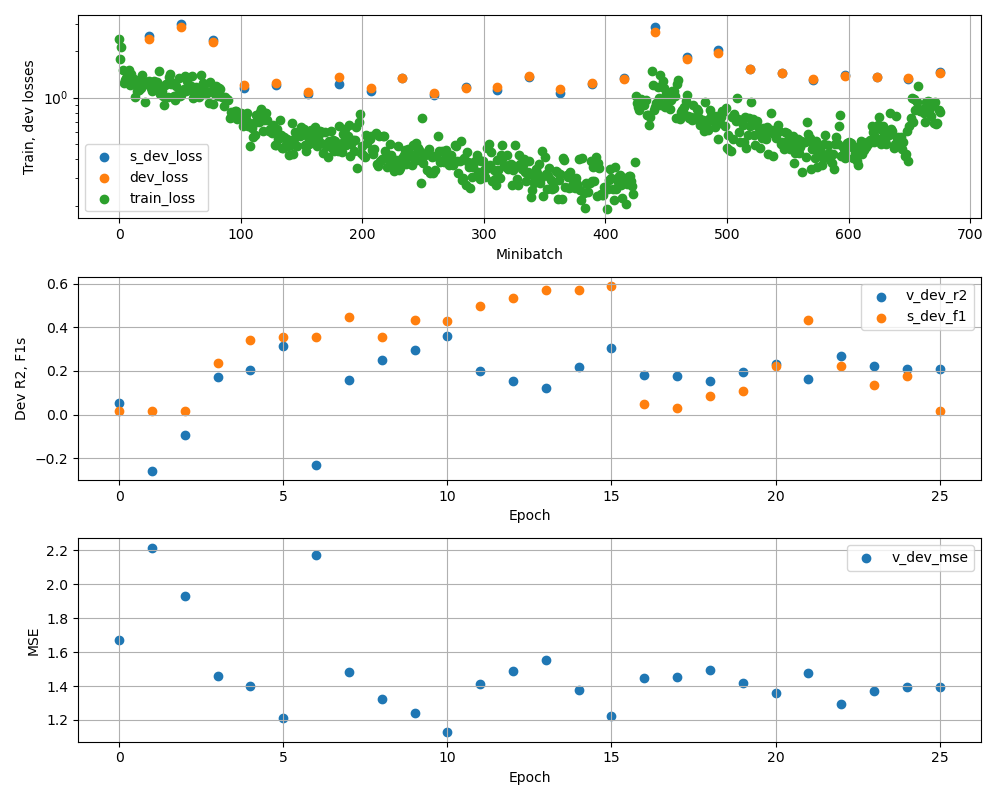 Train, dev losses
10⁰
s_dev_loss
dev_loss
train_loss
0 100 200 300 400 500 600 700
Minibatch
Dev R2, F1s
0.6
0.4
0.2
0.0
−0.2
v_dev_r2
s_dev_f1
0 5 10 15 20 25
Epoch
MSE
2.2
2.0
1.8
1.6
1.4
1.2
v_dev_mse
0 5 10 15 20 25
Epoch